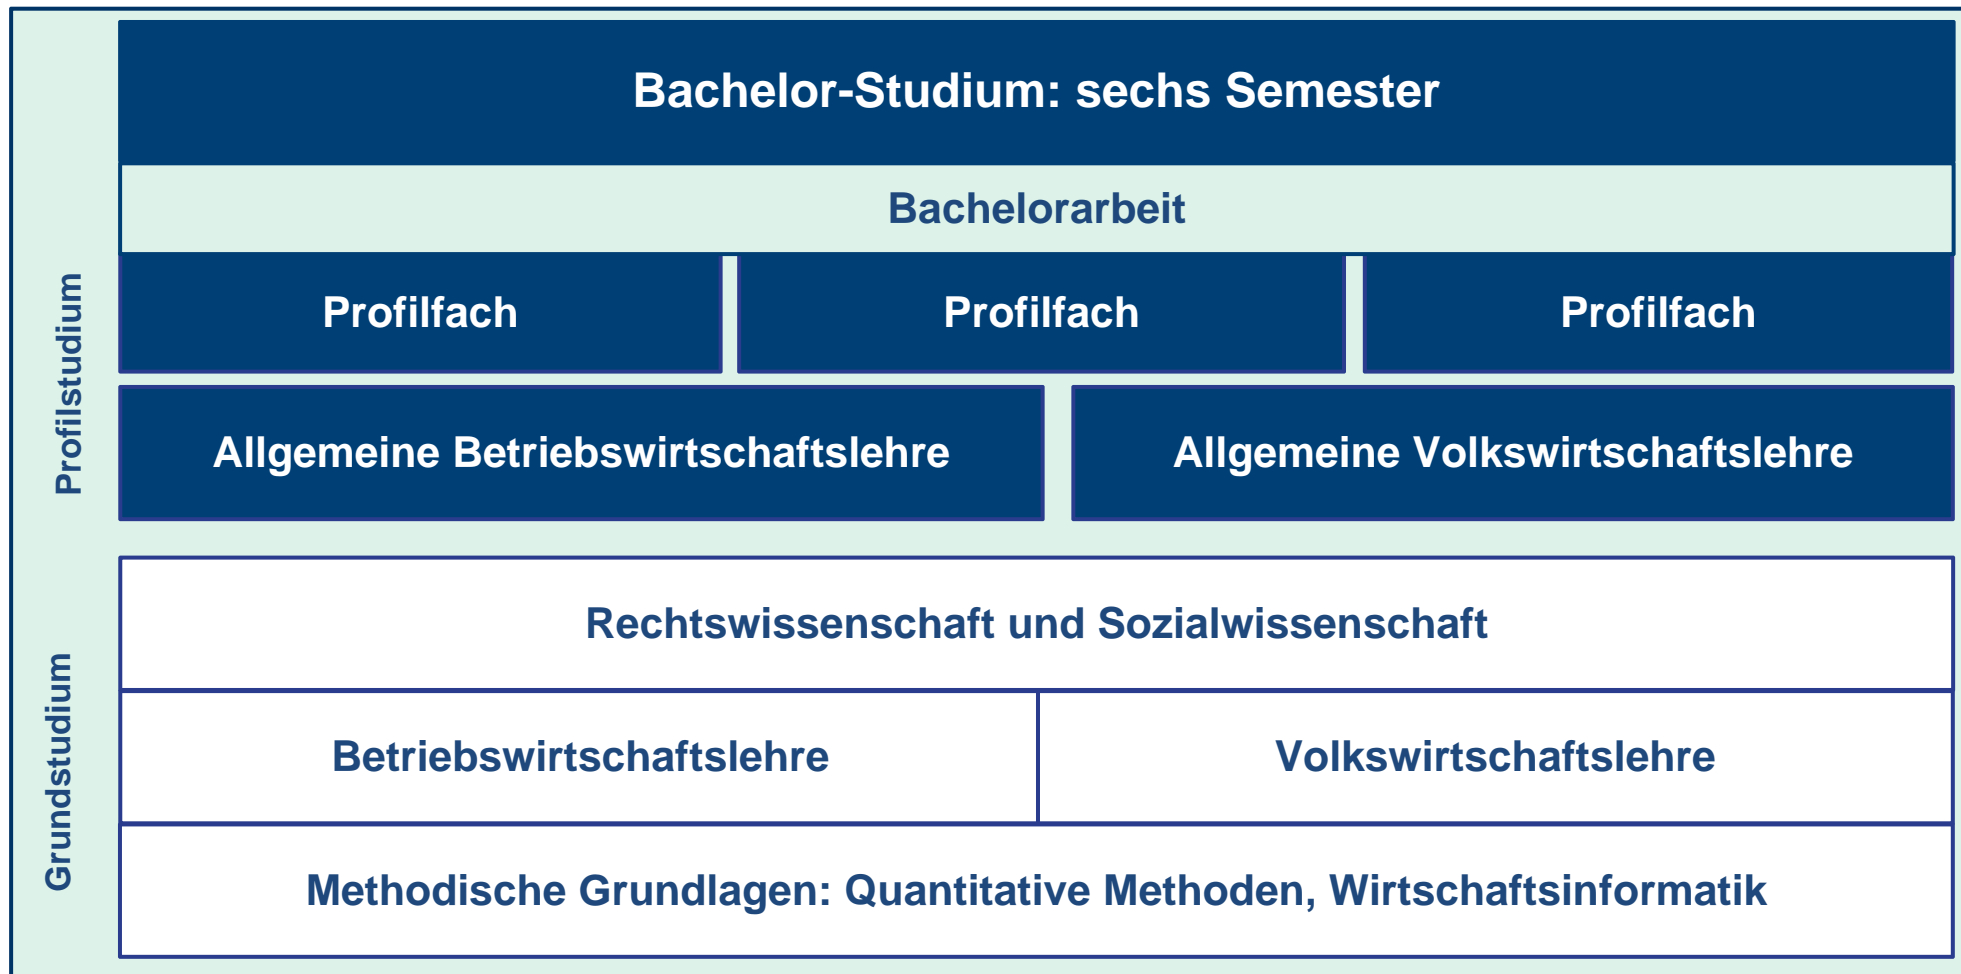 Bachelor-Studium: sechs Semester
Bachelorarbeit
Profilstudium
Profilfach
Profilfach
Profilfach
Allgemeine Betriebswirtschaftslehre
Allgemeine Volkswirtschaftslehre
Grundstudium
Rechtswissenschaft und Sozialwissenschaft
Betriebswirtschaftslehre
Volkswirtschaftslehre
Methodische Grundlagen: Quantitative Methoden, Wirtschaftsinformatik